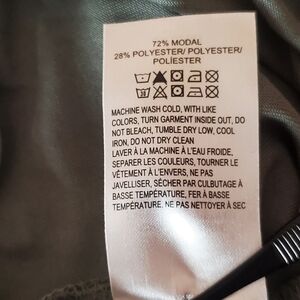 72% MODAL
28% POLYESTER/ POLYESTER/
POLÍESTER
MACHINE WASH COLD, WITH LIKE
COLORS, TURN GARMENT INSIDE OUT, DO
NOT BLEACH, TUMBLE DRY LOW, COOL
IRON, DO NOT DRY CLEAN
LAVER À LA MACHINE À L'EAU FROIDE,
SEPARER LES COULEURS, TOURNER LE
VÊTEMENT À L'ENVERS, NE PAS
JAVELLISER, SÉCHER PAR CULBUTAGE À
BASSE TEMPÉRATURE, FER À BASSE
TEMPÉRATURE, NE PAS NETTOYER À SEC